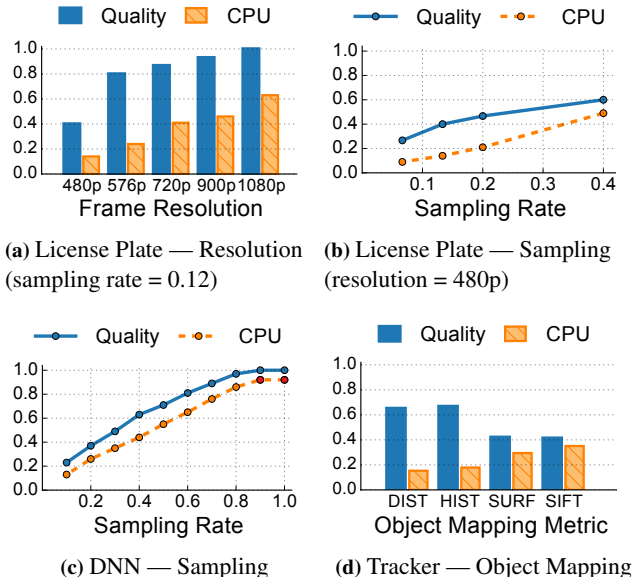 Quality CPU
1.0
0.8
0.6
0.4
0.2
0.0
480p 576p 720p 900p 1080p
Frame Resolution
(a) License Plate — Resolution
(sampling rate = 0.12)
Quality CPU
1.0
0.8
0.6
0.4
0.2
0.0
0.1 0.2 0.3 0.4
Sampling Rate
(b) License Plate — Sampling
(resolution = 480p)
Quality CPU
1.0
0.8
0.6
0.4
0.2
0.0
0.2 0.4 0.6 0.8 1.0
Sampling Rate
(c) DNN — Sampling
Quality CPU
1.0
0.8
0.6
0.4
0.2
0.0
DIST HIST SURF SIFT
Object Mapping Metric
(d) Tracker — Object Mapping